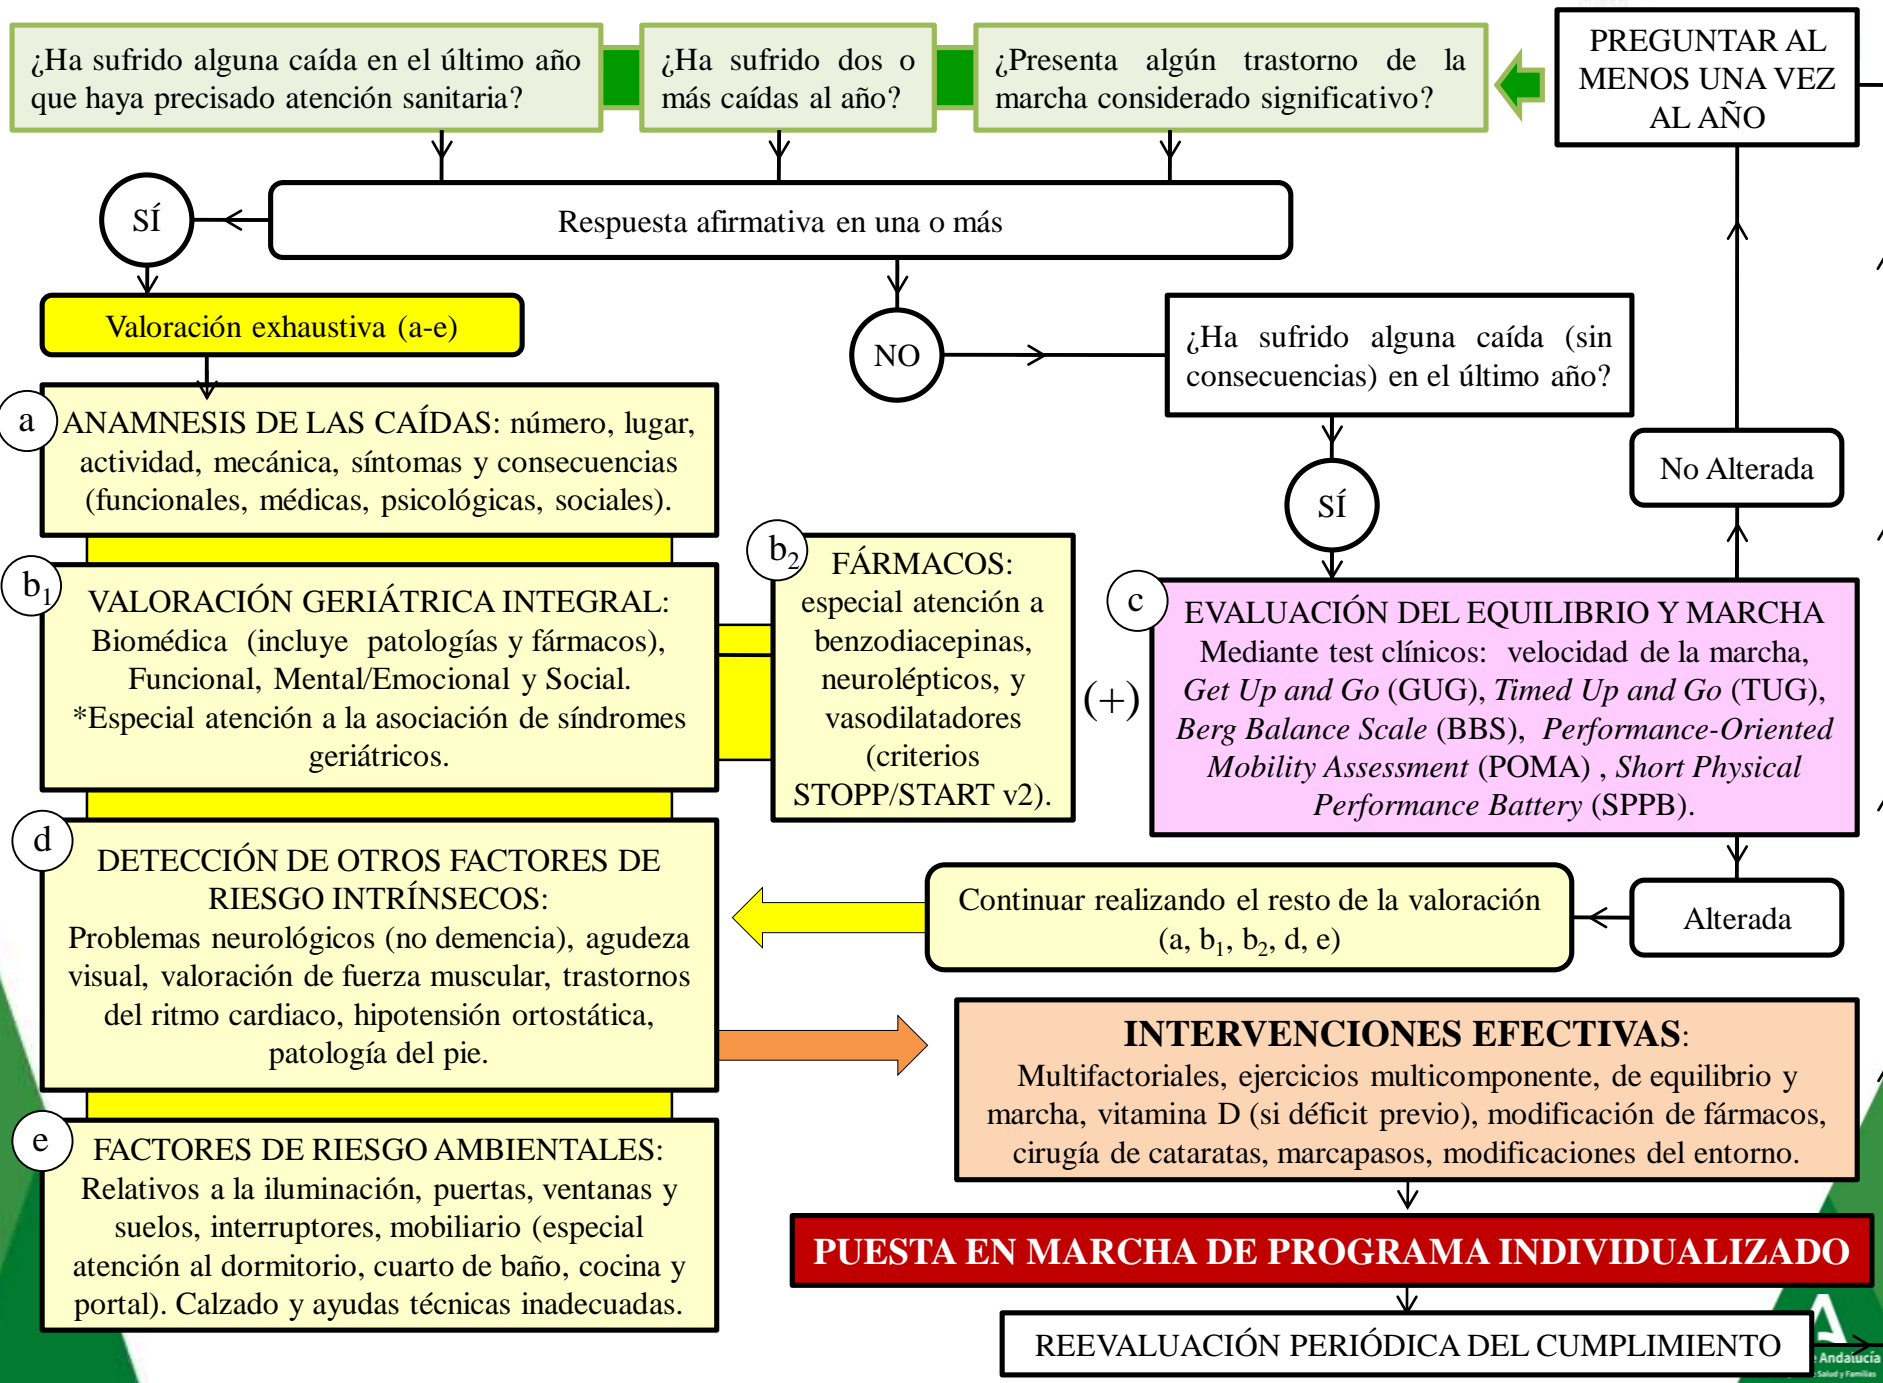 ¿Ha sufrido alguna caída en el último año
que haya precisado atención sanitaria?
¿Ha sufrido dos o
más caídas al año?
¿Presenta algún trastorno de la
marcha considerado significativo?
PREGUNTAR AL
MENOS UNA VEZ
AL AÑO
SÍ
Respuesta afirmativa en una o más
Valoración exhaustiva (a-e)
NO
¿Ha sufrido alguna caída (sin
consecuencias) en el último año?
SÍ
No Alterada
a
ANAMNESIS DE LAS CAÍDAS: número, lugar,
actividad, mecánica, síntomas y consecuencias
(funcionales, médicas, psicológicas, sociales).
b₁
VALORACIÓN GERIÁTRICA INTEGRAL:
Biomédica (incluye patologías y fármacos),
Funcional, Mental/Emocional y Social.
*Especial atención a la asociación de síndromes
geriátricos.
b₂
FÁRMACOS:
especial atención a
benzodiacepinas,
neurolépticos, y
vasodilatadores
(criterios
STOPP/START v2).
(+)
c
EVALUACIÓN DEL EQUILIBRIO Y MARCHA
Mediante test clínicos: velocidad de la marcha,
Get Up and Go (GUG), Timed Up and Go (TUG),
Berg Balance Scale (BBS), Performance-Oriented
Mobility Assessment (POMA) , Short Physical
Performance Battery (SPPB).
d
DETECCIÓN DE OTROS FACTORES DE
RIESGO INTRÍNSECOS:
Problemas neurológicos (no demencia), agudeza
visual, valoración de fuerza muscular, trastornos
del ritmo cardiaco, hipotensión ortostática,
patología del pie.
Continuar realizando el resto de la valoración
(a, b₁, b₂, d, e)
Alterada
e
FACTORES DE RIESGO AMBIENTALES:
Relativos a la iluminación, puertas, ventanas y
suelos, interruptores, mobiliario (especial
atención al dormitorio, cuarto de baño, cocina y
portal). Calzado y ayudas técnicas inadecuadas.
INTERVENCIONES EFECTIVAS:
Multifactoriales, ejercicios multicomponente, de equilibrio y
marcha, vitamina D (si déficit previo), modificación de fármacos,
cirugía de cataratas, marcapasos, modificaciones del entorno.
PUESTA EN MARCHA DE PROGRAMA INDIVIDUALIZADO
REEVALUACIÓN PERIÓDICA DEL CUMPLIMIENTO
Andalucía
Salud y Familias